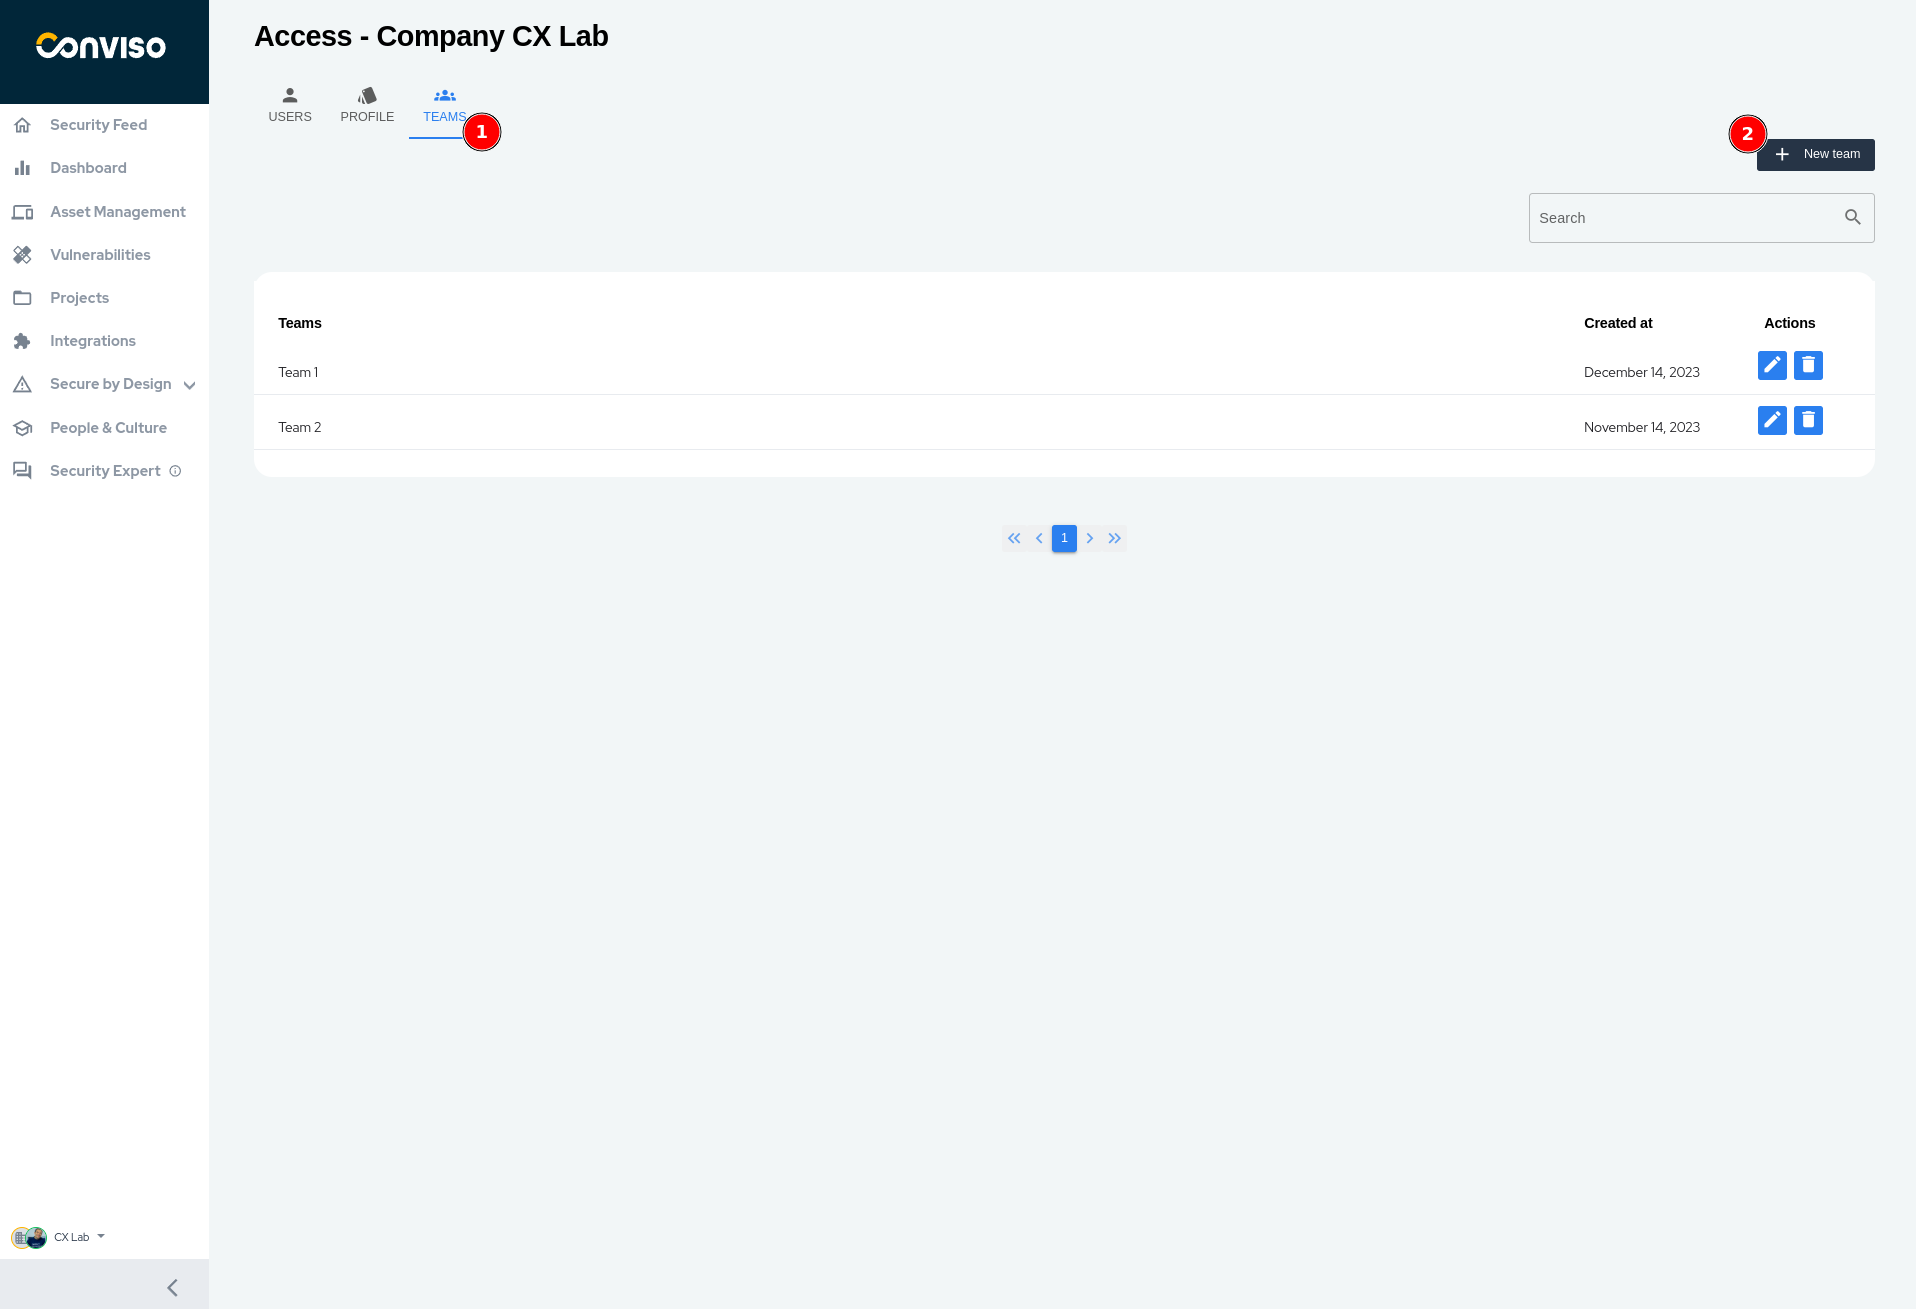 Conviso
Access - Company CX Lab
USERS
PROFILE
TEAMS
1
2
New team
Search
Security Feed
Dashboard
Asset Management
Vulnerabilities
Projects
Integrations
Secure by Design
People & Culture
Security Expert
Teams Created at Actions
Team 1 December 14, 2023
Team 2 November 14, 2023
1
CX Lab